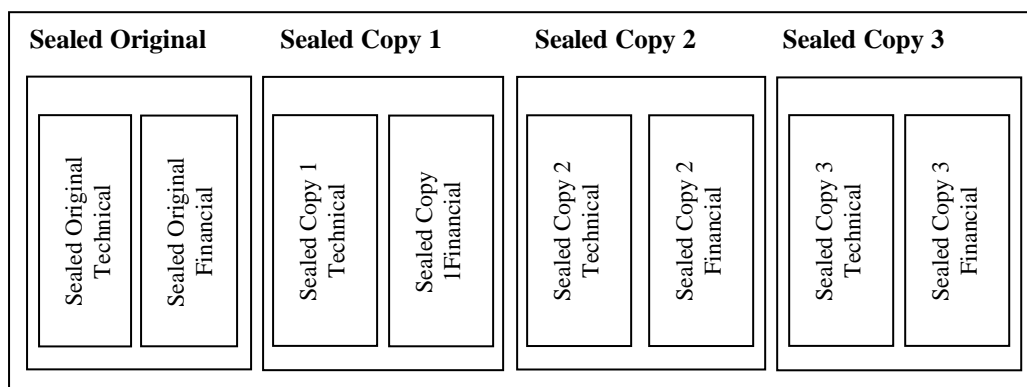 Sealed Original
Sealed Copy 1
Sealed Copy 2
Sealed Copy 3
Sealed Original
Technical
Sealed Original
Financial
Sealed Copy 1
Technical
Sealed Copy
1Financial
Sealed Copy 2
Technical
Sealed Copy 2
Financial
Sealed Copy 3
Technical
Sealed Copy 3
Financial